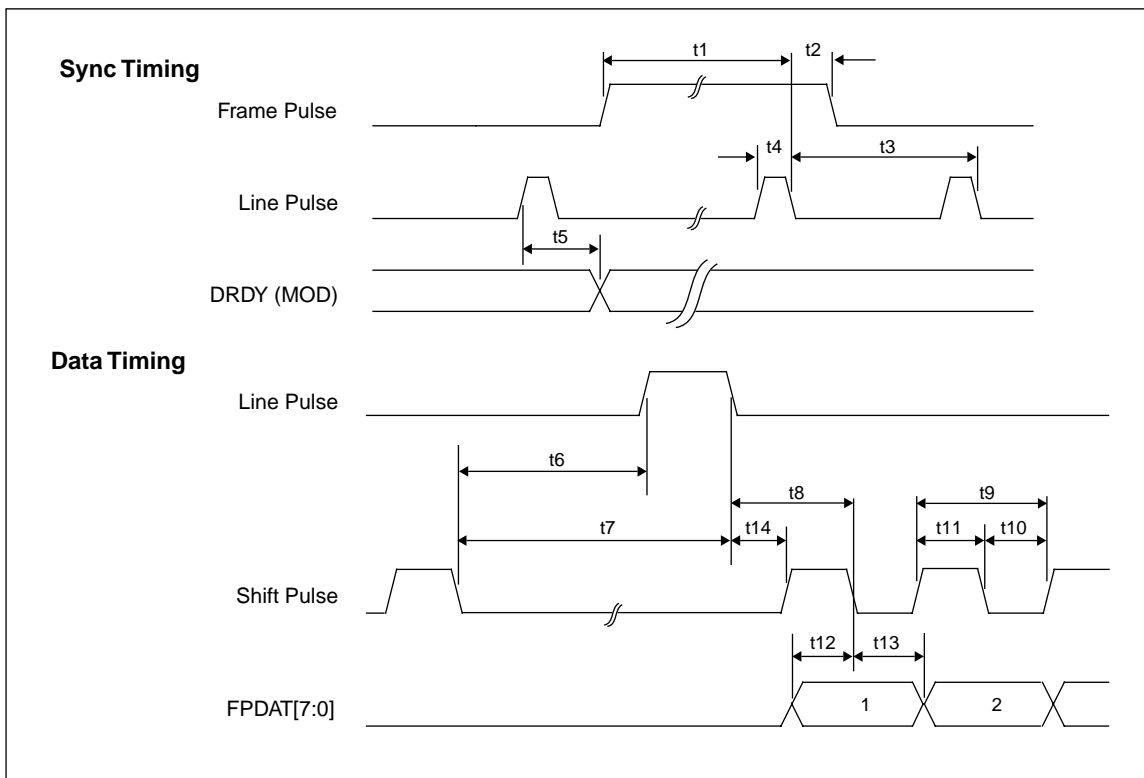 t1
t2
Sync Timing
Frame Pulse
t4
t3
Line Pulse
t5
DRDY (MOD)
Data Timing
Line Pulse
t6
t8
t9
t7
t14
t11
t10
Shift Pulse
t12
t13
FPDAT[7:0]
1
2